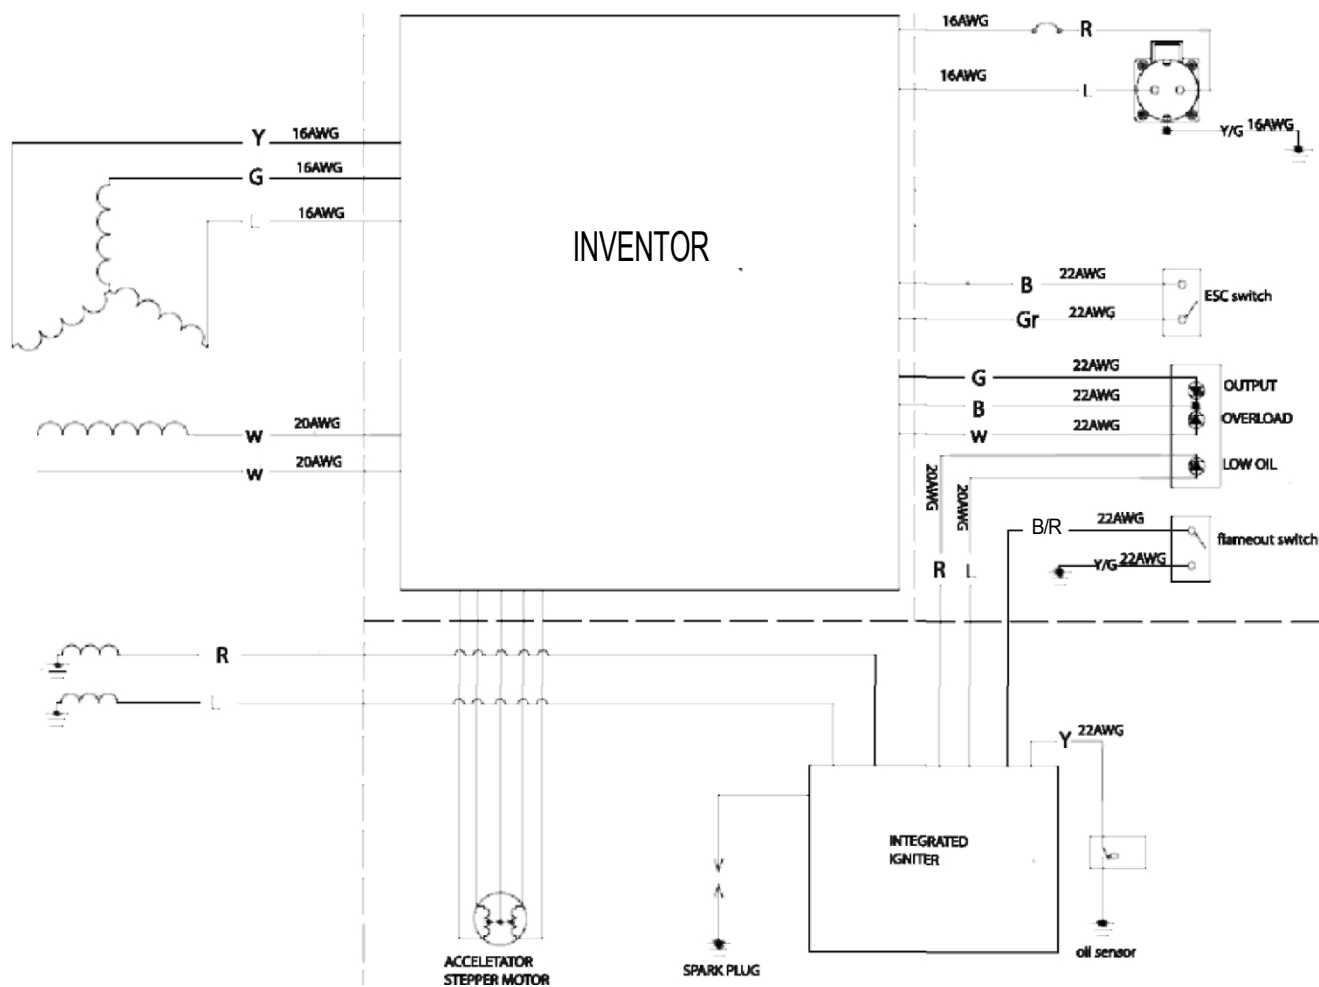 16AWG R
16AWG L
Y/G 16AWG
Y 16AWG
G 16AWG
L 16AWG
INVENTOR
B 22AWG
ESC switch
Gr 22AWG
G 22AWG
OUTPUT
B 22AWG
OVERLOAD
W 22AWG
W 20AWG
W 20AWG
LOW OIL
20AWG
20AWG
B/R 22AWG
flameout switch
Y/G 22AWG
R L
R
L
Y 22AWG
INTEGRATED
IGNITER
oil sensor
ACCELETATOR
STEPPER MOTOR
SPARK PLUG